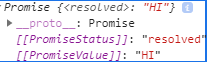 Promise {<resolved>: "HI"} i
__proto__: Promise
[[PromiseStatus]]: "resolved"
[[PromiseValue]]: "HI"